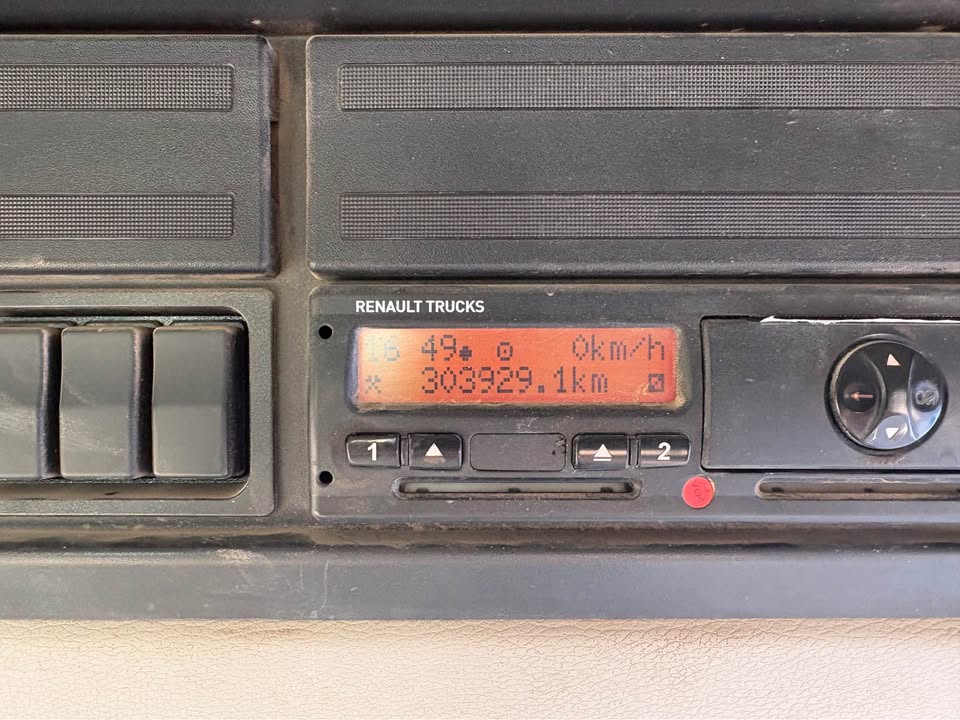 RENAULT TRUCKS
16 49 0km/h
303929.1km
1 2